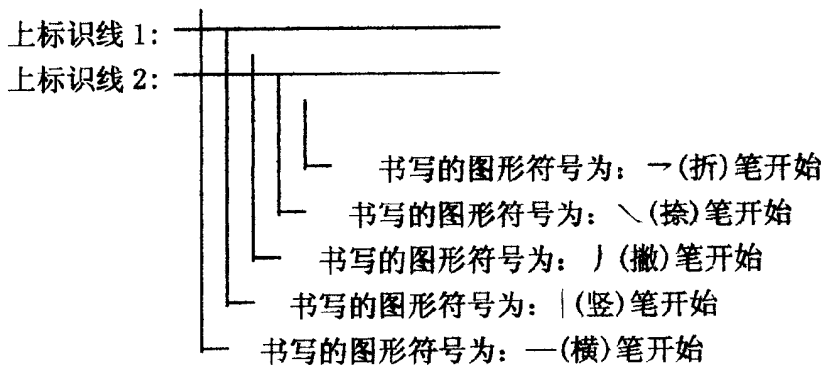 上标识线1:
上标识线2:
书写的图形符号为：→(折)笔开始
书写的图形符号为：＼(捺)笔开始
书写的图形符号为：丿(撇)笔开始
书写的图形符号为：｜(竖)笔开始
书写的图形符号为：—(横)笔开始